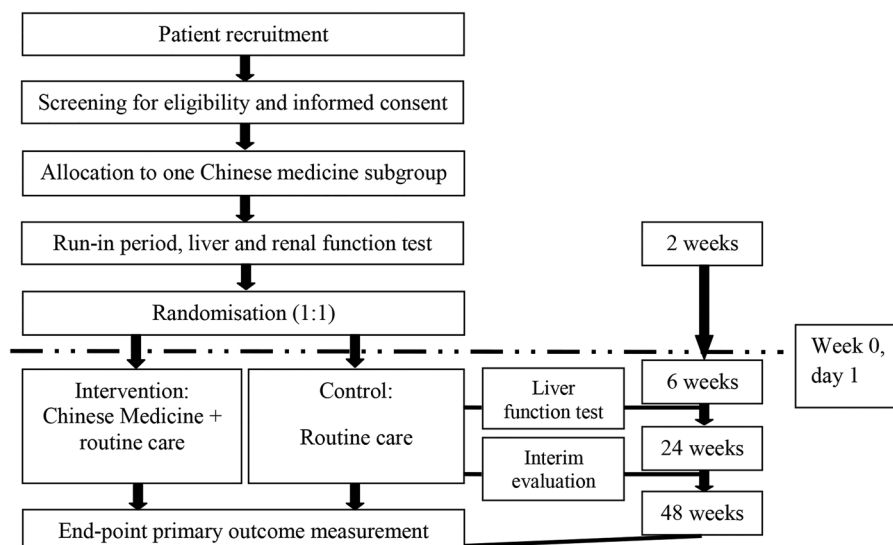 Patient recruitment
Screening for eligibility and informed consent
Allocation to one Chinese medicine subgroup
Run-in period, liver and renal function test
2 weeks
Randomisation (1:1)
Week 0,
day 1
Intervention:
Chinese Medicine +
routine care
Control:
Routine care
Liver
function test
6 weeks
24 weeks
Interim
evaluation
48 weeks
End-point primary outcome measurement